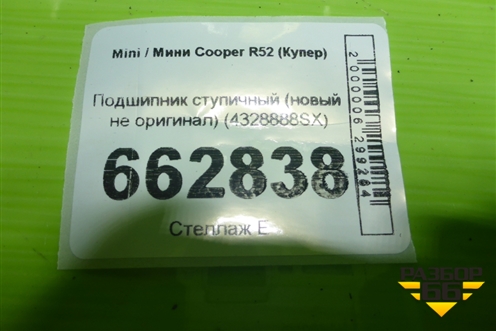 Mini / Мини Cooper R52 (Купер)
Подшипник ступичный (новый
не оригинал) (4328888SX)
662838
Стеллаж Е
2000006299264
РАЗБОР
66